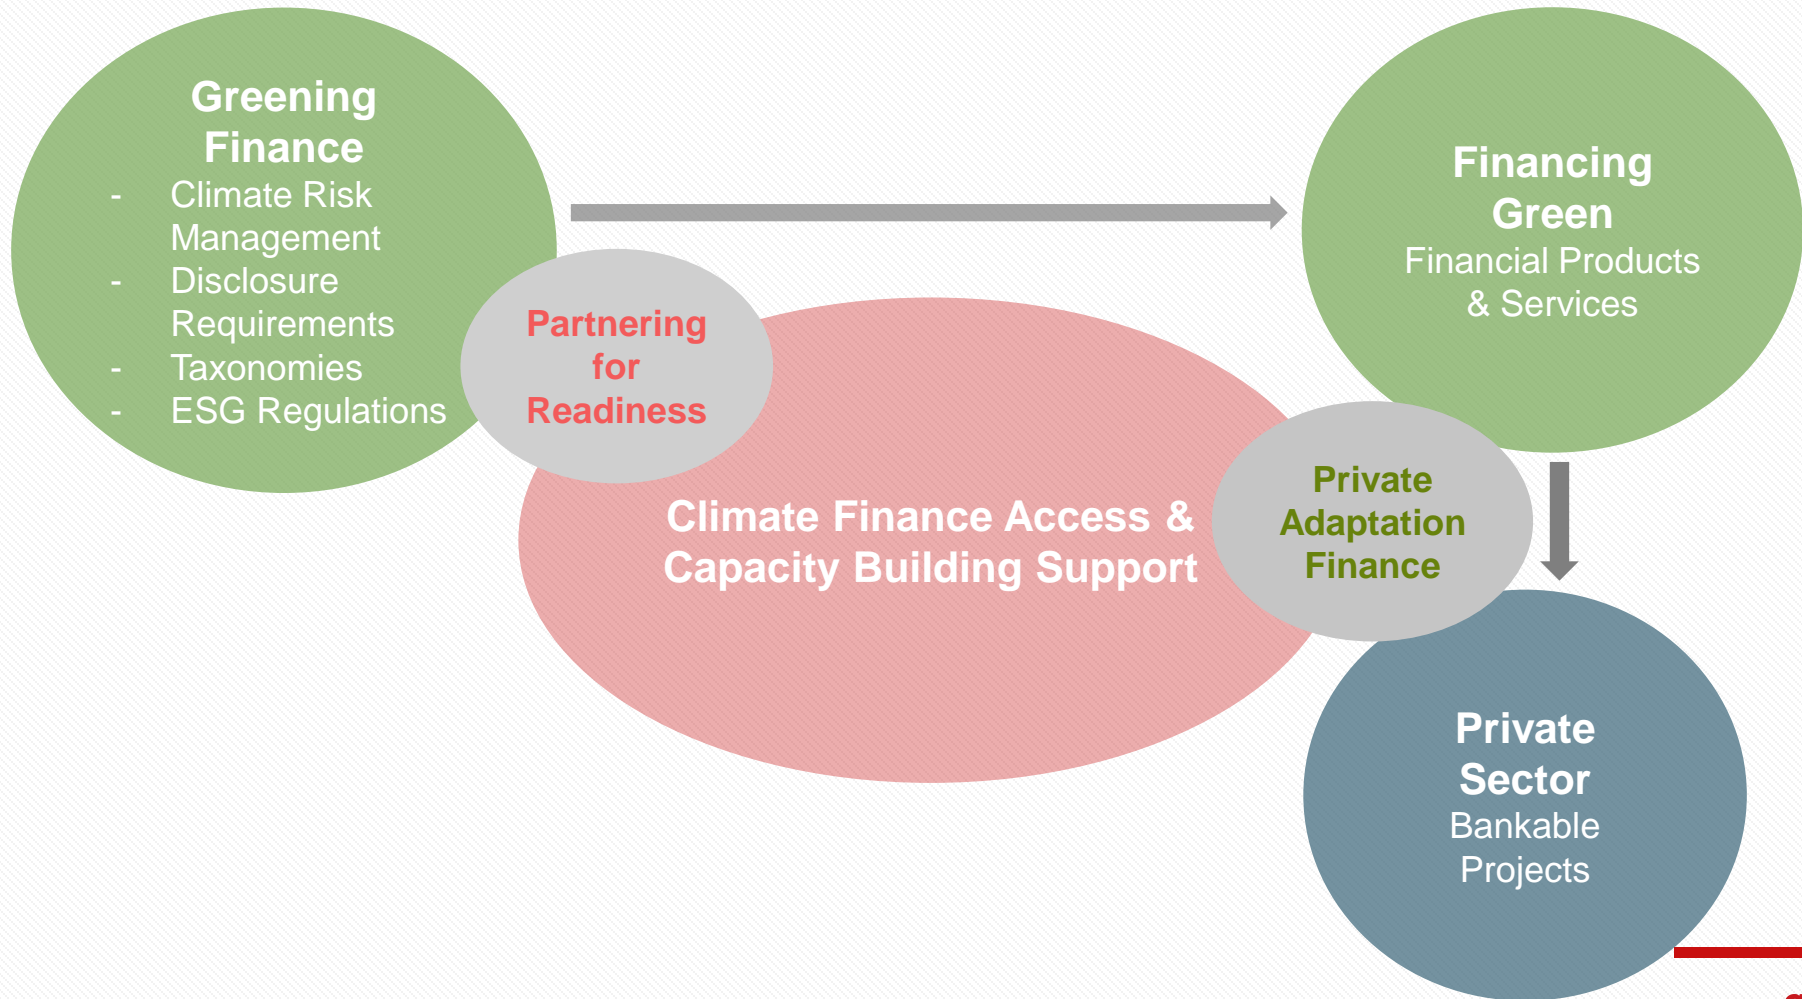 Greening
Finance
- Climate Risk
Management
- Disclosure
Requirements
- Taxonomies
- ESG Regulations
Partnering
for
Readiness
Climate Finance Access &
Capacity Building Support
Financing
Green
Financial Products
& Services
Private
Adaptation
Finance
Private
Sector
Bankable
Projects